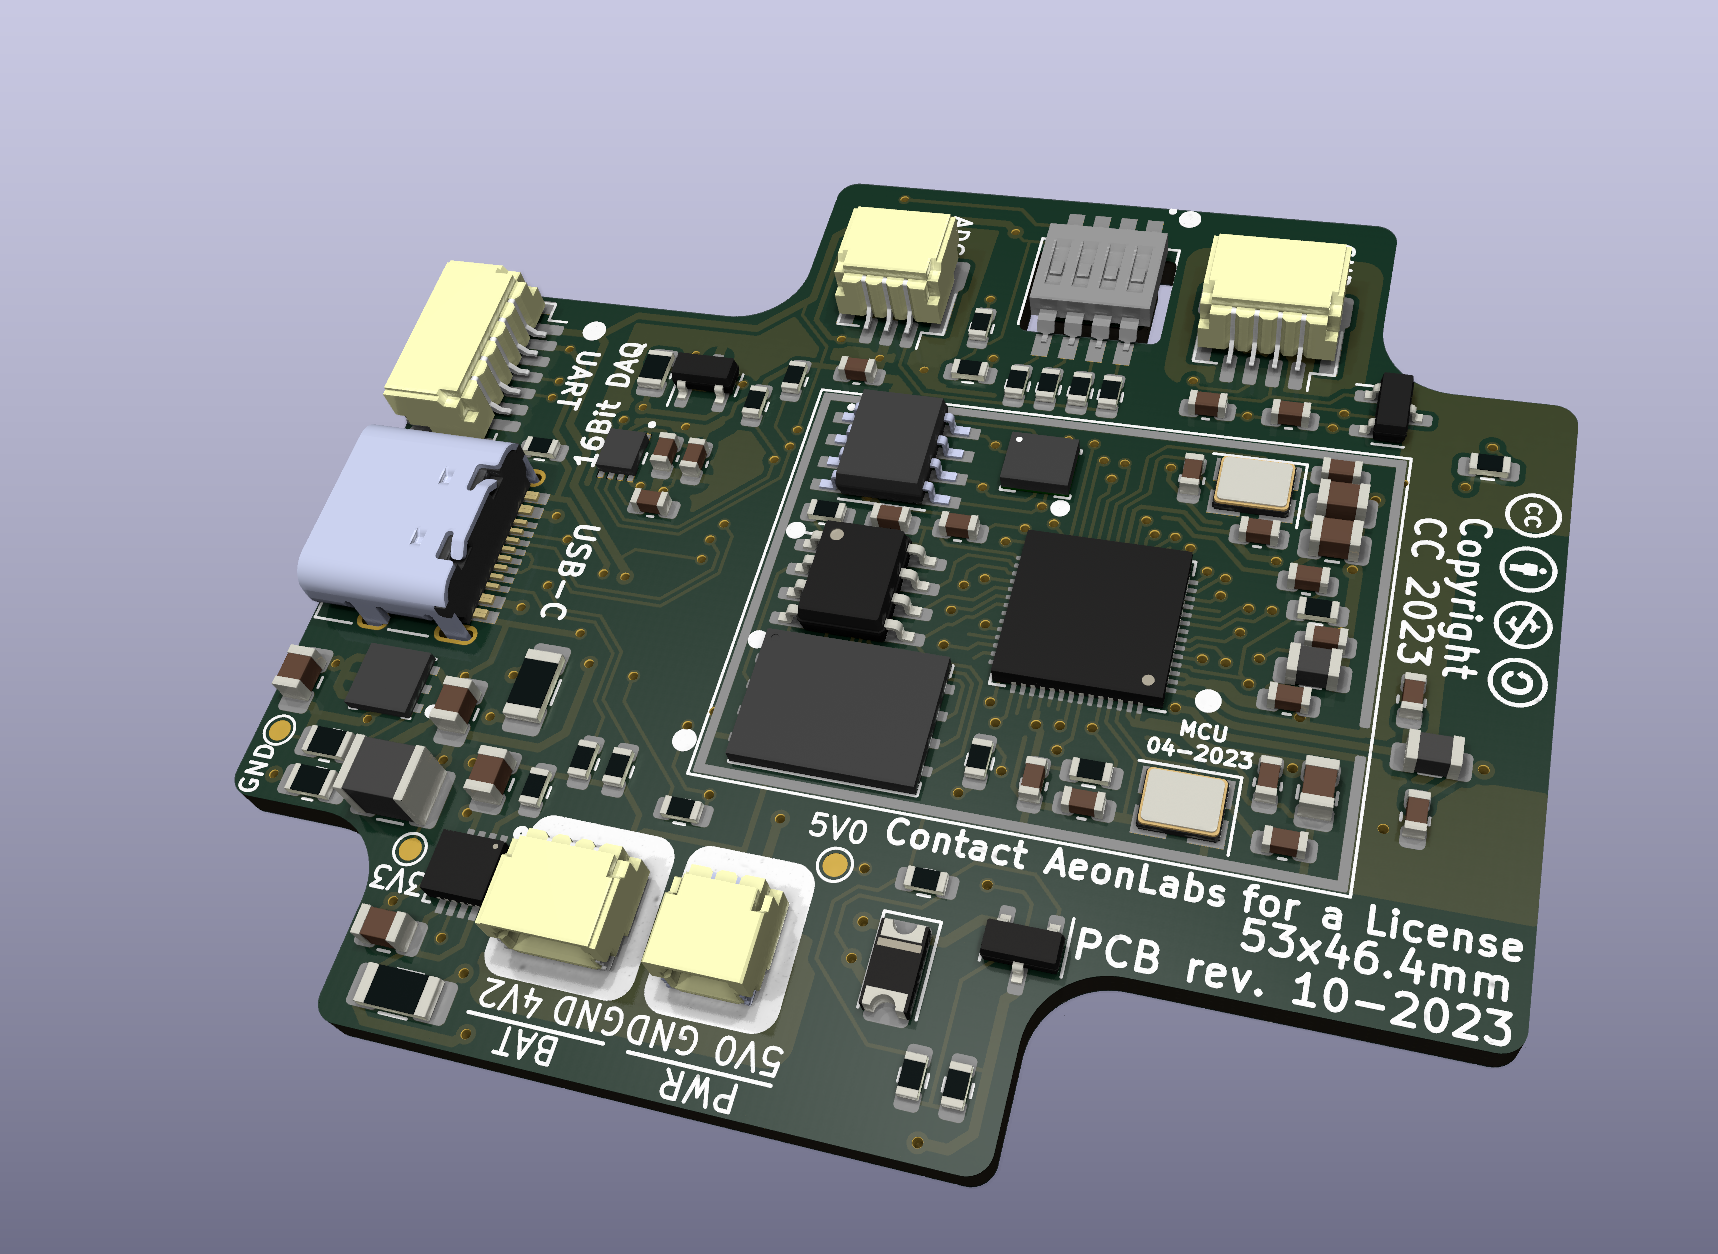 UART
16Bit DAQ
USB-C
Copyright
CC 2023
cc
MCU
04-2023
GND
3V3
5V0
Contact AeonLabs for a License
53x46.4mm
PCB rev. 10-2023
GND 4V2
BAT
5V0 GND
PWR